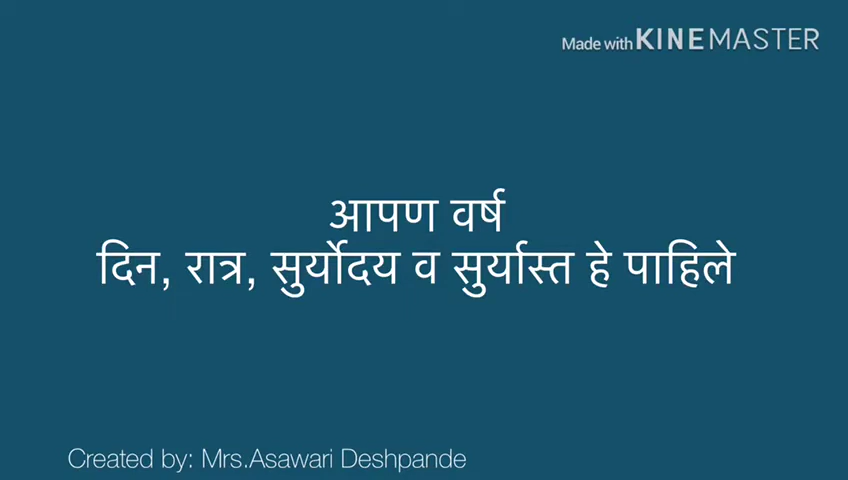 Made with KINEMASTER
आपण वर्ष
दिन, रात्र, सुर्योदय व सुर्यास्त हे पाहिले
Created by: Mrs.Asawari Deshpande